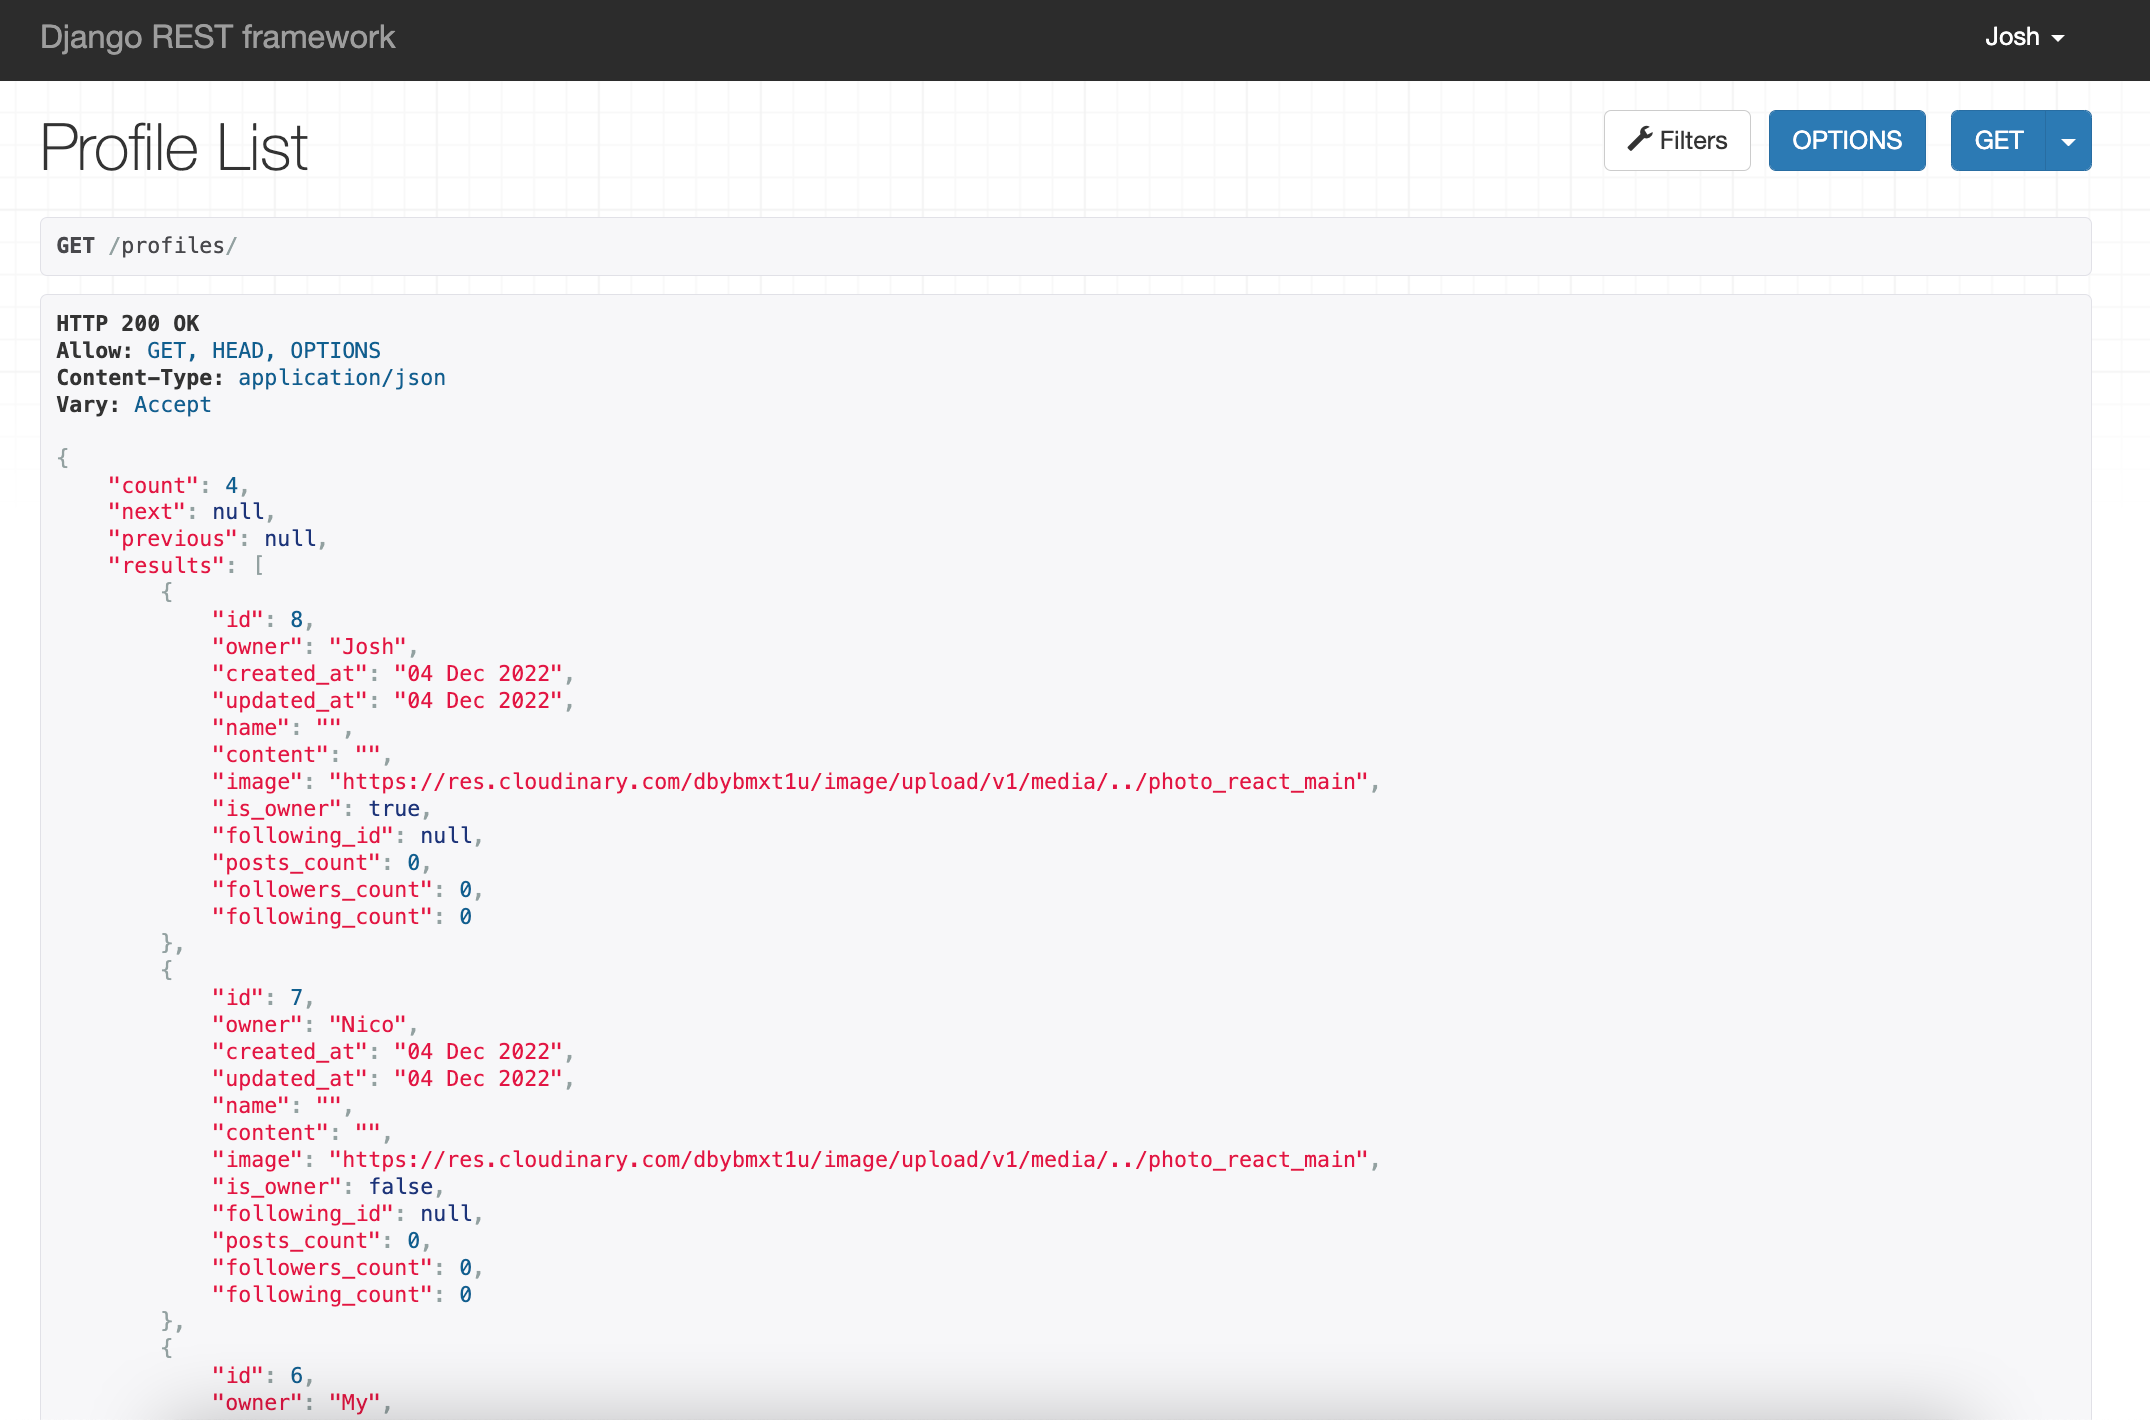 Django REST framework
Josh
Profile List
Filters
OPTIONS
GET
GET /profiles/
HTTP 200 OK
Allow: GET, HEAD, OPTIONS
Content-Type: application/json
Vary: Accept
{
    "count": 4,
    "next": null,
    "previous": null,
    "results": [
        {
            "id": 8,
            "owner": "Josh",
            "created_at": "04 Dec 2022",
            "updated_at": "04 Dec 2022",
            "name": "",
            "content": "",
            "image": "https://res.cloudinary.com/dbybmxt1u/image/upload/v1/media/../photo_react_main",
            "is_owner": true,
            "following_id": null,
            "posts_count": 0,
            "followers_count": 0,
            "following_count": 0
        },
        {
            "id": 7,
            "owner": "Nico",
            "created_at": "04 Dec 2022",
            "updated_at": "04 Dec 2022",
            "name": "",
            "content": "",
            "image": "https://res.cloudinary.com/dbybmxt1u/image/upload/v1/media/../photo_react_main",
            "is_owner": false,
            "following_id": null,
            "posts_count": 0,
            "followers_count": 0,
            "following_count": 0
        },
        {
            "id": 6,
            "owner": "My",